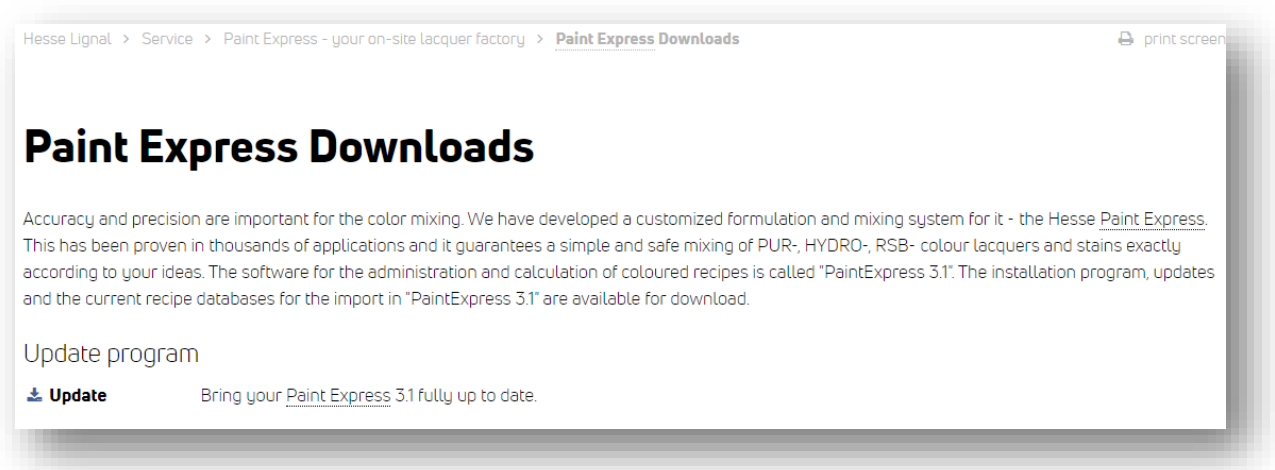 Hesse Lignal > Service > Paint Express - your on-site lacquer factory > Paint Express Downloads print screen
Paint Express Downloads
Accuracy and precision are important for the color mixing. We have developed a customized formulation and mixing system for it - the Hesse Paint Express.
This has been proven in thousands of applications and it guarantees a simple and safe mixing of PUR-, HYDRO-, RSB- colour lacquers and stains exactly
according to your ideas. The software for the administration and calculation of coloured recipes is called "PaintExpress 3.1". The installation program, updates
and the current recipe databases for the import in "PaintExpress 3.1" are available for download.
Update program
Update Bring your Paint Express 3.1 fully up to date.